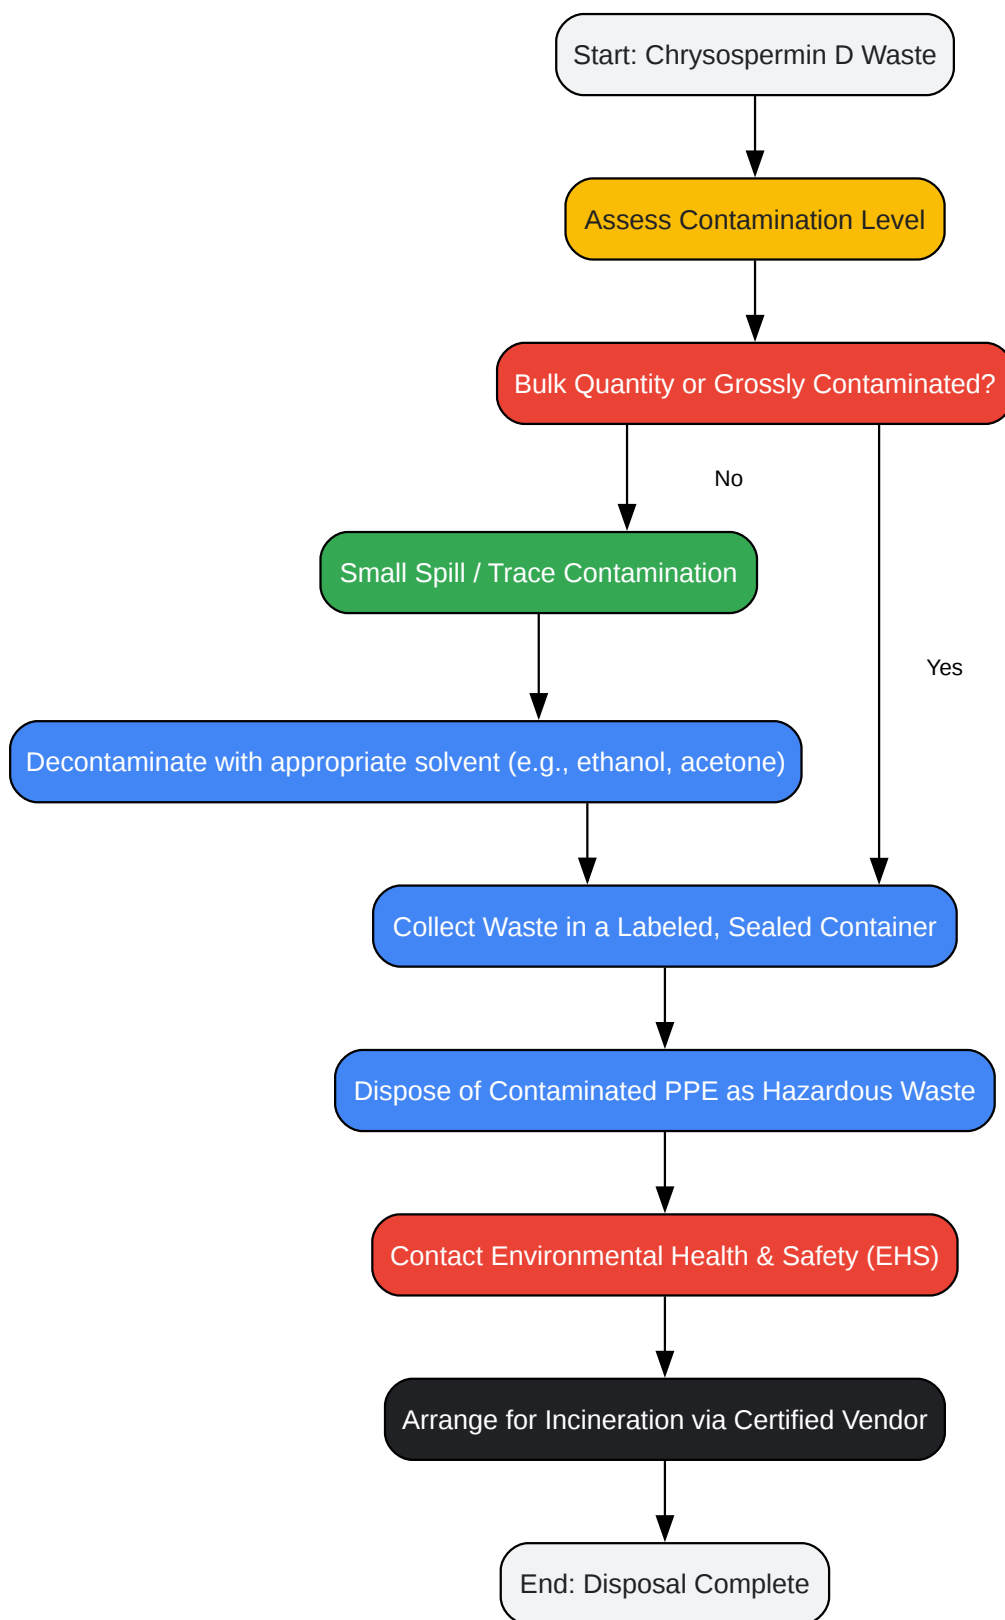 Start: Chrysospermin D Waste
Assess Contamination Level
Bulk Quantity or Grossly Contaminated?
No
Small Spill / Trace Contamination
Yes
Decontaminate with appropriate solvent (e.g., ethanol, acetone)
Collect Waste in a Labeled, Sealed Container
Dispose of Contaminated PPE as Hazardous Waste
Contact Environmental Health & Safety (EHS)
Arrange for Incineration via Certified Vendor
End: Disposal Complete